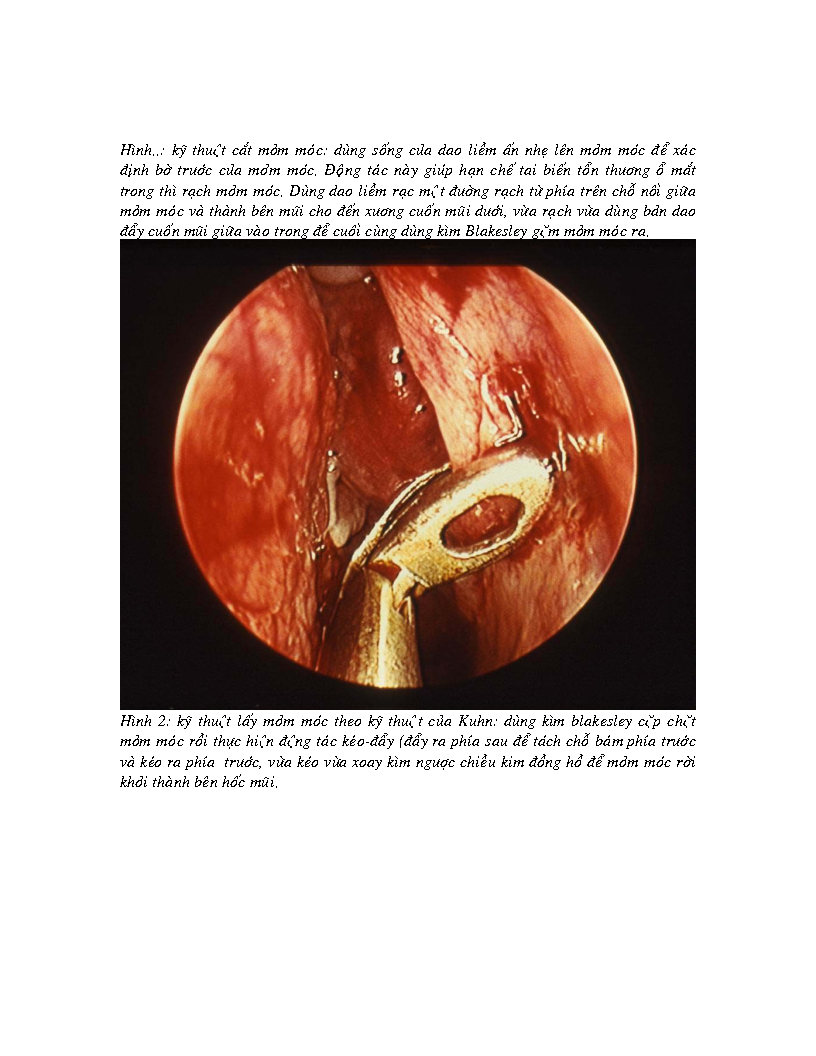 Hình..: kỹ thuật cắt mỏm móc: dùng sống của dao liềm ấn nhẹ lên mỏm móc để xác
định bờ trước của mỏm móc. Động tác này giúp hạn chế tai biến tổn thương ổ mắt
trong thì rạch mỏm móc. Dùng dao liềm rạc một đường rạch từ phía trên chỗ nối giữa
mỏm móc và thành bên mũi cho đến xương cuốn mũi dưới, vừa rạch vừa dùng bản dao
đẩy cuốn mũi giữa vào trong để cuối cùng dùng kìm Blakesley gặm mỏm móc ra.
Hình 2: kỹ thuật lấy mỏm móc theo kỹ thuật của Kuhn: dùng kìm blakesley cặp chặt
mỏm móc rồi thực hiện động tác kéo-đẩy (đẩy ra phía sau để tách chỗ bám phía trước
và kéo ra phía trước, vừa kéo vừa xoay kìm ngược chiều kim đồng hồ để mỏm móc rời
khỏi thành bên hốc mũi.